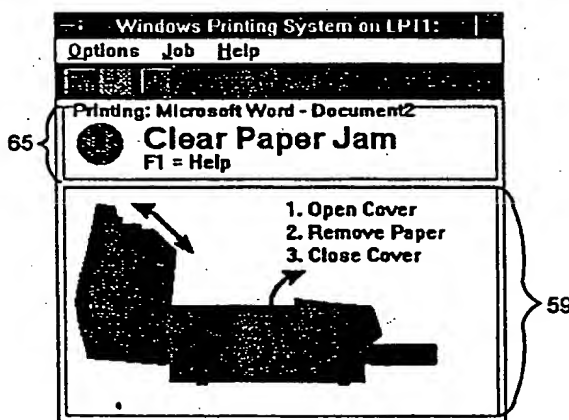 Windows Printing System on LPT1:
Options Job Help
Printing: Microsoft Word - Document2
65
Clear Paper Jam
F1 = Help
1. Open Cover
2. Remove Paper
3. Close Cover
59